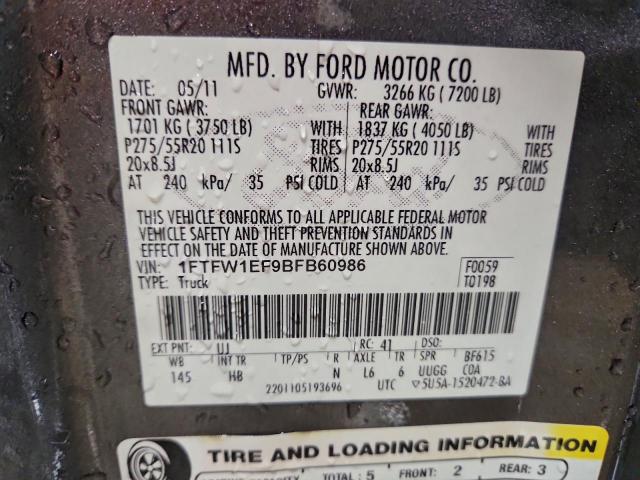 MFD. BY FORD MOTOR CO.
DATE: 05/11 GVWR: 3266 KG ( 7200 LB)
FRONT GAWR: REAR GAWR:
1701 KG ( 3750 LB) WITH 1837 KG ( 4050 LB) WITH
P275/55R20 111S TIRES P275/55R20 111S TIRES
20x8.5J RIMS 20x8.5J RIMS
AT 240 kPa/ 35 PSI COLD AT 240 kPa/ 35 PSI COLD
THIS VEHICLE CONFORMS TO ALL APPLICABLE FEDERAL MOTOR
VEHICLE SAFETY AND THEFT PREVENTION STANDARDS IN
EFFECT ON THE DATE OF MANUFACTURE SHOWN ABOVE.
VIN: 1FTFW1EF9BFB60986 F0059
TYPE: Truck T0198
EXT PNT: UJ RC: 41 DSO:
WB INT TR TP/PS R AXLE TR SPR BF615
145 HB N L6 6 UUGG COA
2201105193696 UTC 5U5A-1520472-BA
TIRE AND LOADING INFORMATION
SEATING CAPACITY TOTAL : 5 FRONT: 2 REAR: 3